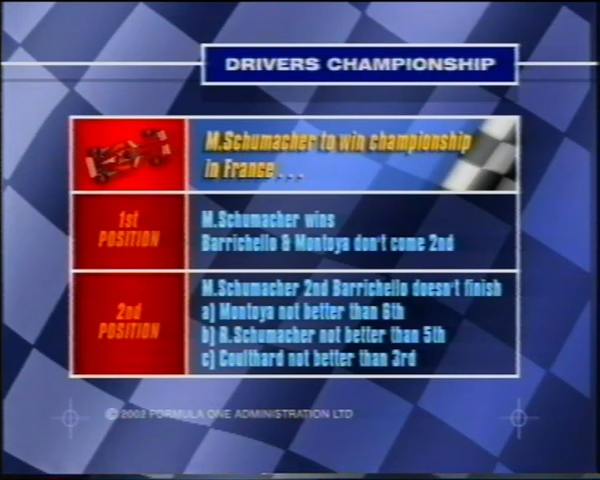 DRIVERS CHAMPIONSHIP
M.Schumacher to win championship
in France . . .
1st
POSITION
M.Schumacher wins
Barrichello & Montoya don't come 2nd
2nd
POSITION
M.Schumacher 2nd Barrichello doesn't finish
a) Montoya not better than 6th
b) R.Schumacher not better than 5th
c) Coulthard not better than 3rd
© 2002 FORMULA ONE ADMINISTRATION LTD